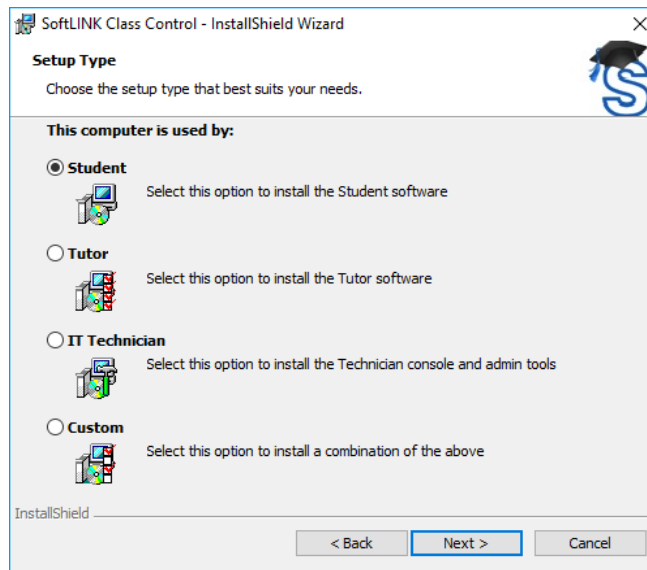 SoftLINK Class Control - InstallShield Wizard
Setup Type
Choose the setup type that best suits your needs.
S
This computer is used by:
Student
Select this option to install the Student software
Tutor
Select this option to install the Tutor software
IT Technician
Select this option to install the Technician console and admin tools
Custom
Select this option to install a combination of the above
InstallShield
< Back Next > Cancel